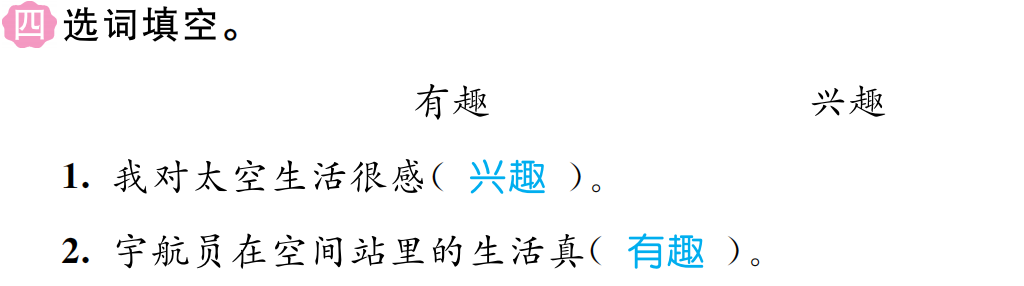 四 选词填空。
有趣 兴趣
1. 我对太空生活很感( 兴趣 )。
2. 宇航员在空间站里的生活真( 有趣 )。